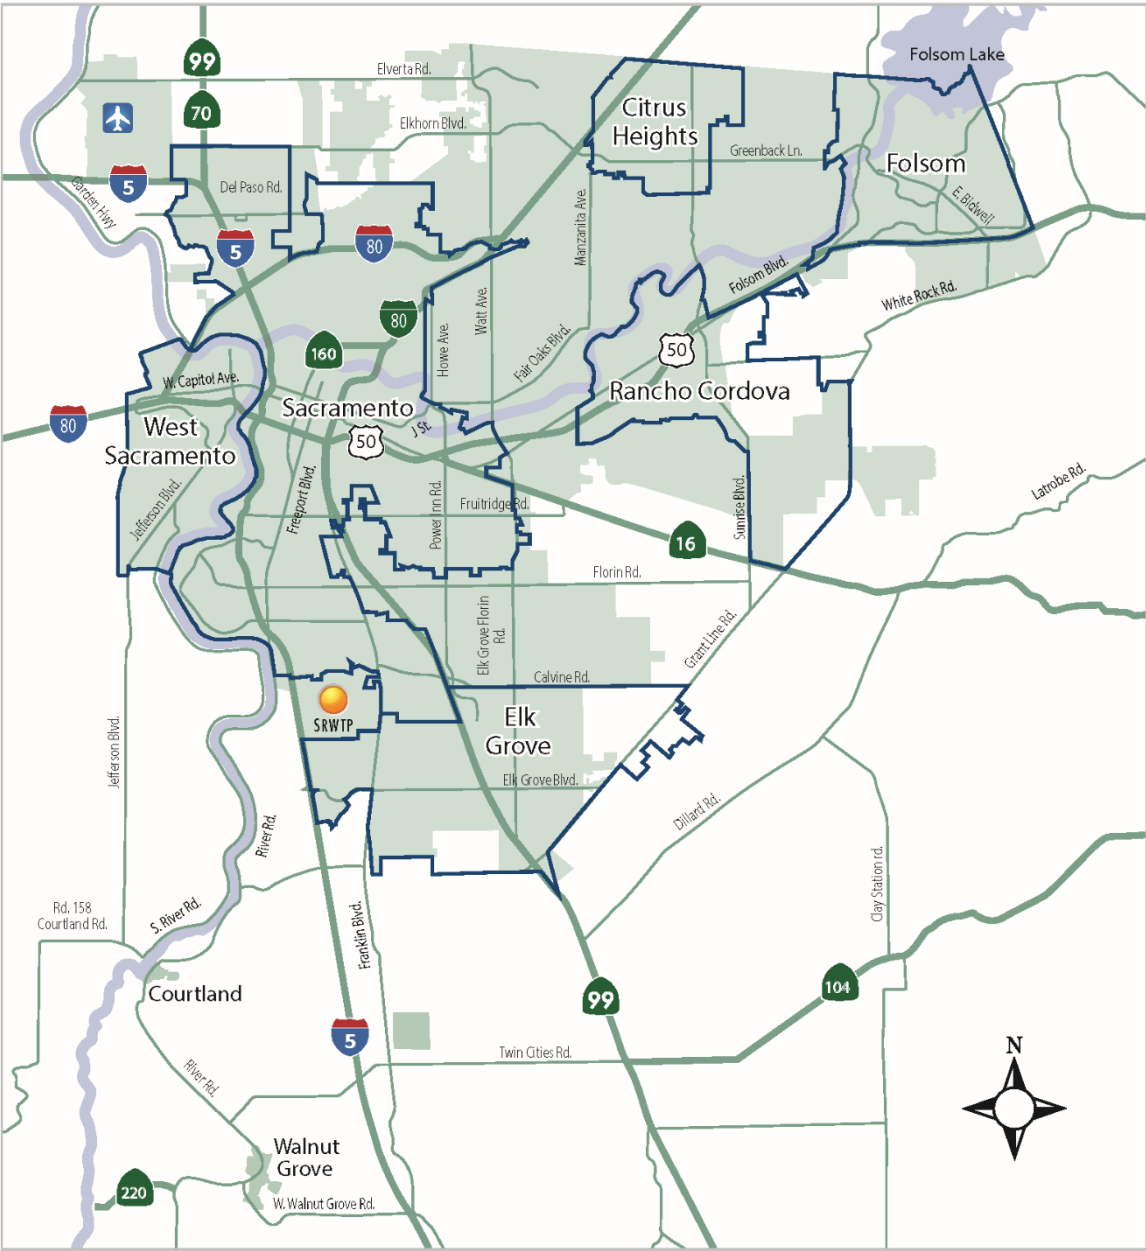 99
Folsom Lake
Elverta Rd.
70
Citrus
Heights
Elkhorn Blvd.
Greenback Ln.
Folsom
5
Del Paso Rd.
Garden Hwy
E. Bidwell
Manzanita Ave.
5
80
Folsom Blvd.
White Rock Rd.
Watt Ave.
80
Howe Ave.
160
Fair Oaks Blvd.
50
W. Capitol Ave.
Rancho Cordova
Sacramento
80
West
Sacramento
J St.
50
Freeport Blvd.
Latrobe Rd.
Jefferson Blvd.
Power Inn Rd.
Fruitridge Rd.
Sunrise Blvd.
16
Florin Rd.
Elk Grove Florin
Rd.
Grant Line Rd.
Calvine Rd.
SRWTP
Elk
Grove
Jefferson Blvd.
Elk Grove Blvd.
River Rd.
Dillard Rd.
Clay Station rd.
Rd. 158
Courtland Rd.
S. River Rd.
Franklin Blvd.
Courtland
99
104
5
Twin Cities Rd.
N
River Rd.
Walnut
Grove
220
W. Walnut Grove Rd.